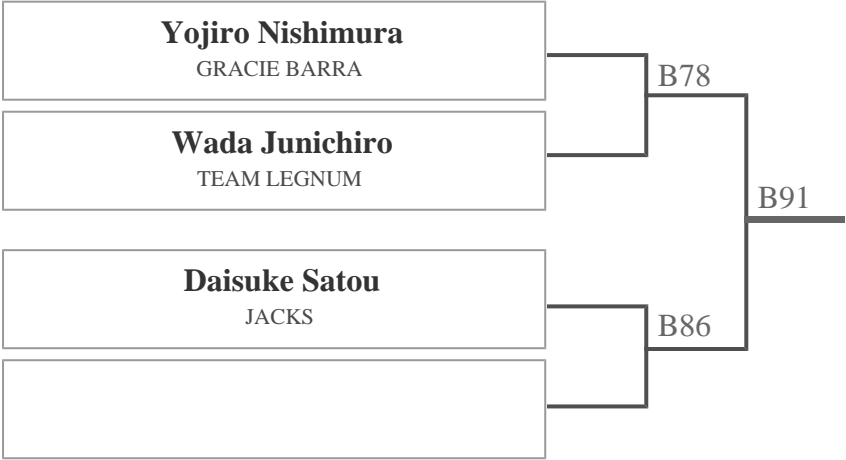 Yojiro Nishimura
GRACIE BARRA
B78
Wada Junichiro
TEAM LEGNUM
B91
Daisuke Satou
JACKS
B86